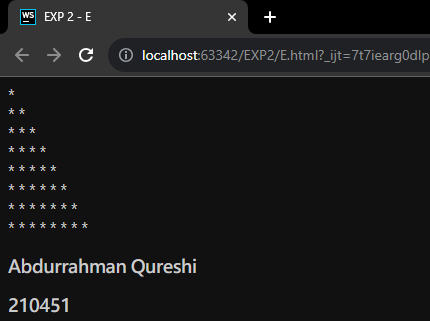 WS
EXP 2 - E
localhost:63342/EXP2/E.html?_ijt=7t7iearg0dlp
*
* *
* * *
* * * *
* * * * *
* * * * * *
* * * * * * *
* * * * * * * *
Abdurrahman Qureshi
210451